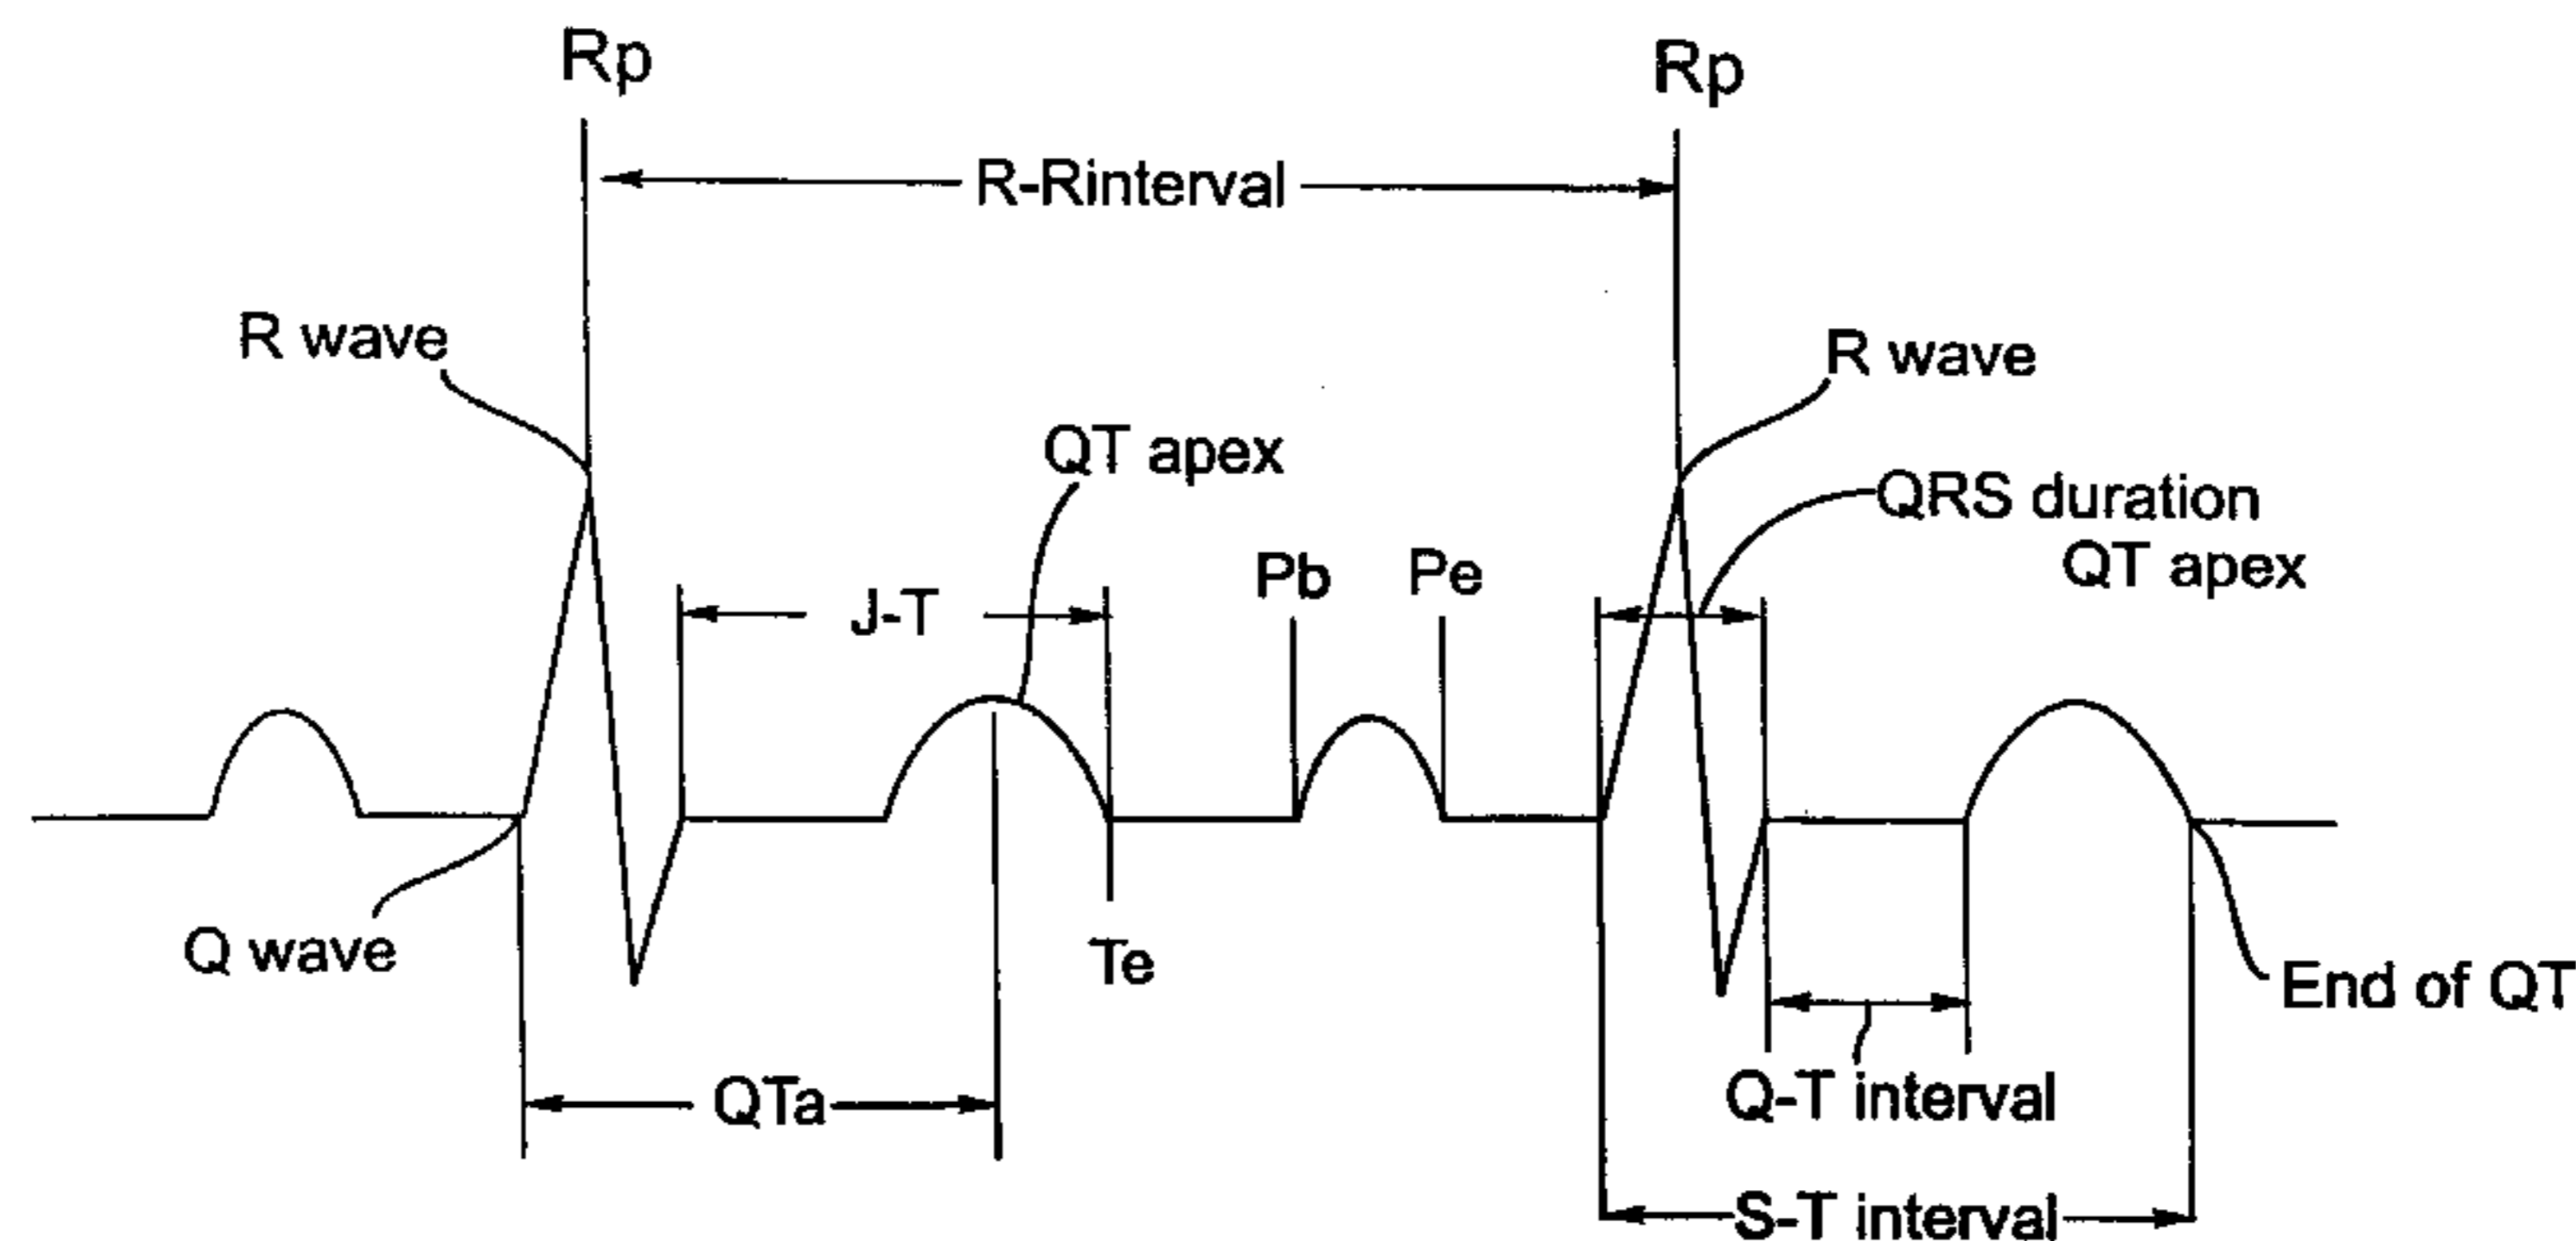 Rp
Rp
R-Rinterval
R wave
R wave
QT apex
QRS duration
QT apex
Pb
Pe
J-T
Q wave
Te
End of QT
QTa
Q-T interval
S-T interval